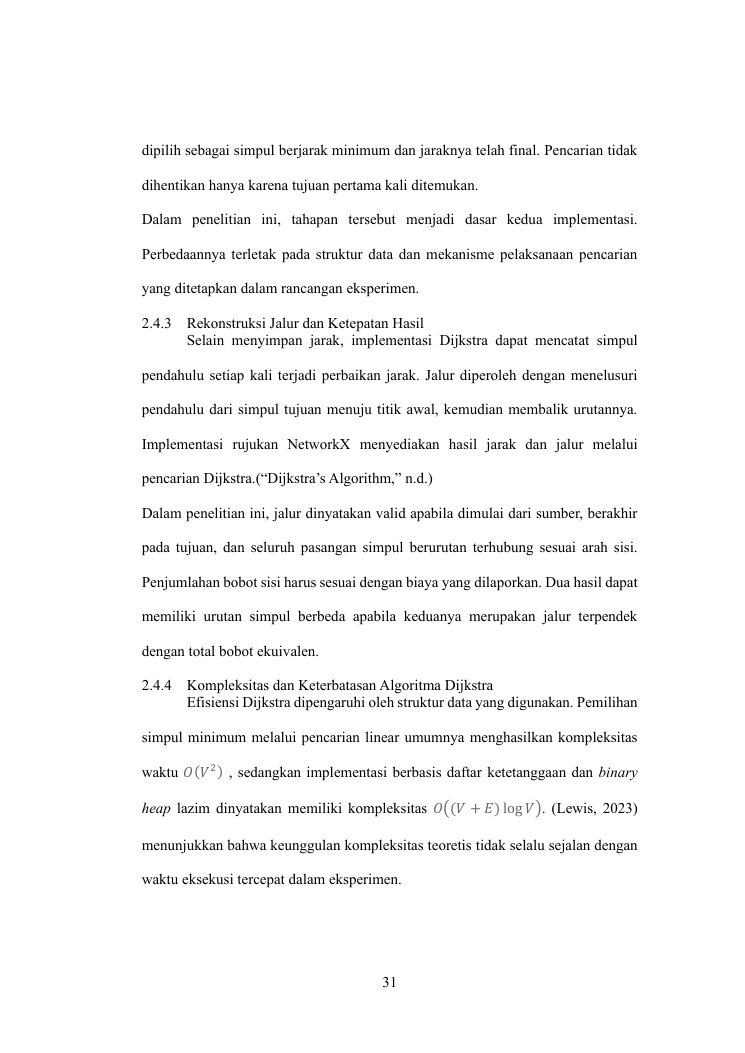 dipilih sebagai simpul berjarak minimum dan jaraknya telah final. Pencarian tidak
dihentikan hanya karena tujuan pertama kali ditemukan.
Dalam penelitian ini, tahapan tersebut menjadi dasar kedua implementasi.
Perbedaannya terletak pada struktur data dan mekanisme pelaksanaan pencarian
yang ditetapkan dalam rancangan eksperimen.
2.4.3 Rekonstruksi Jalur dan Ketepatan Hasil
Selain menyimpan jarak, implementasi Dijkstra dapat mencatat simpul
pendahulu setiap kali terjadi perbaikan jarak. Jalur diperoleh dengan menelusuri
pendahulu dari simpul tujuan menuju titik awal, kemudian membalik urutannya.
Implementasi rujukan NetworkX menyediakan hasil jarak dan jalur melalui
pencarian Dijkstra.(“Dijkstra’s Algorithm,” n.d.)
Dalam penelitian ini, jalur dinyatakan valid apabila dimulai dari sumber, berakhir
pada tujuan, dan seluruh pasangan simpul berurutan terhubung sesuai arah sisi.
Penjumlahan bobot sisi harus sesuai dengan biaya yang dilaporkan. Dua hasil dapat
memiliki urutan simpul berbeda apabila keduanya merupakan jalur terpendek
dengan total bobot ekuivalen.
2.4.4 Kompleksitas dan Keterbatasan Algoritma Dijkstra
Efisiensi Dijkstra dipengaruhi oleh struktur data yang digunakan. Pemilihan
simpul minimum melalui pencarian linear umumnya menghasilkan kompleksitas
waktu O(V²) , sedangkan implementasi berbasis daftar ketetanggaan dan binary
heap lazim dinyatakan memiliki kompleksitas O((V + E) log V). (Lewis, 2023)
menunjukkan bahwa keunggulan kompleksitas teoretis tidak selalu sejalan dengan
waktu eksekusi tercepat dalam eksperimen.
31